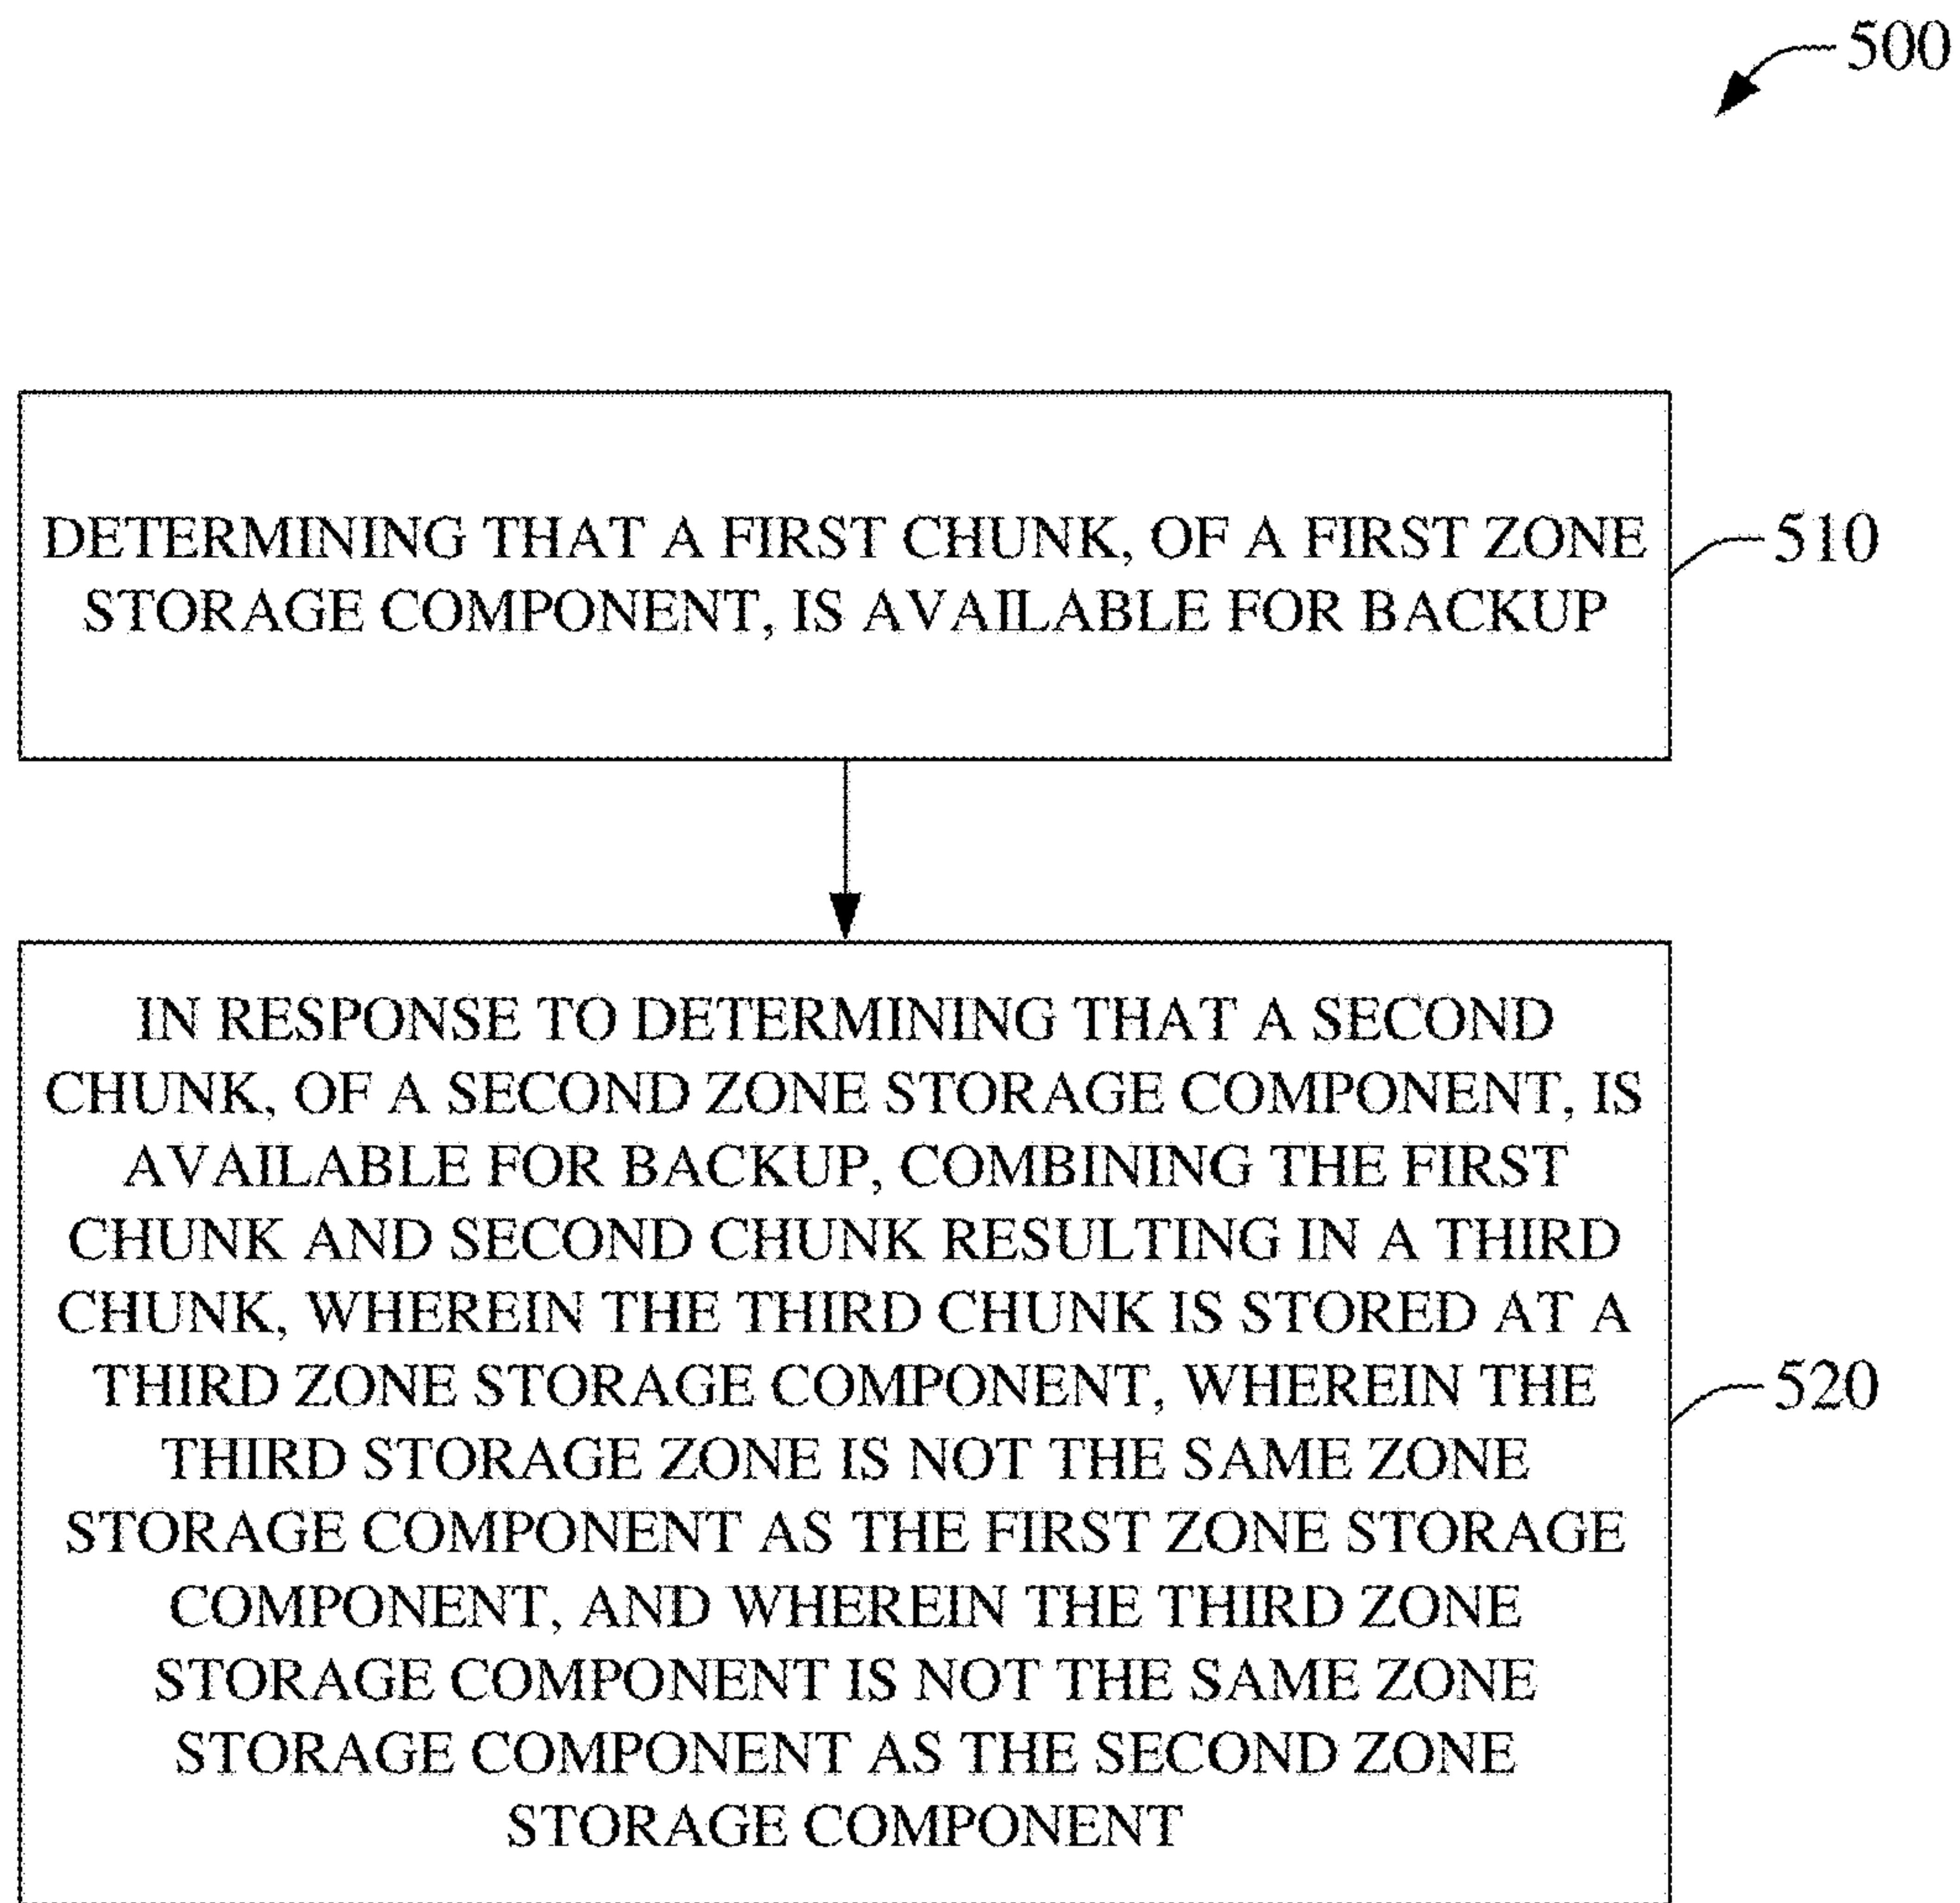 500
DETERMINING THAT A FIRST CHUNK, OF A FIRST ZONE
STORAGE COMPONENT, IS AVAILABLE FOR BACKUP
510
IN RESPONSE TO DETERMINING THAT A SECOND
CHUNK, OF A SECOND ZONE STORAGE COMPONENT, IS
AVAILABLE FOR BACKUP, COMBINING THE FIRST
CHUNK AND SECOND CHUNK RESULTING IN A THIRD
CHUNK, WHEREIN THE THIRD CHUNK IS STORED AT A
THIRD ZONE STORAGE COMPONENT, WHEREIN THE
THIRD STORAGE ZONE IS NOT THE SAME ZONE
STORAGE COMPONENT AS THE FIRST ZONE STORAGE
COMPONENT, AND WHEREIN THE THIRD ZONE
STORAGE COMPONENT IS NOT THE SAME ZONE
STORAGE COMPONENT AS THE SECOND ZONE
STORAGE COMPONENT
520